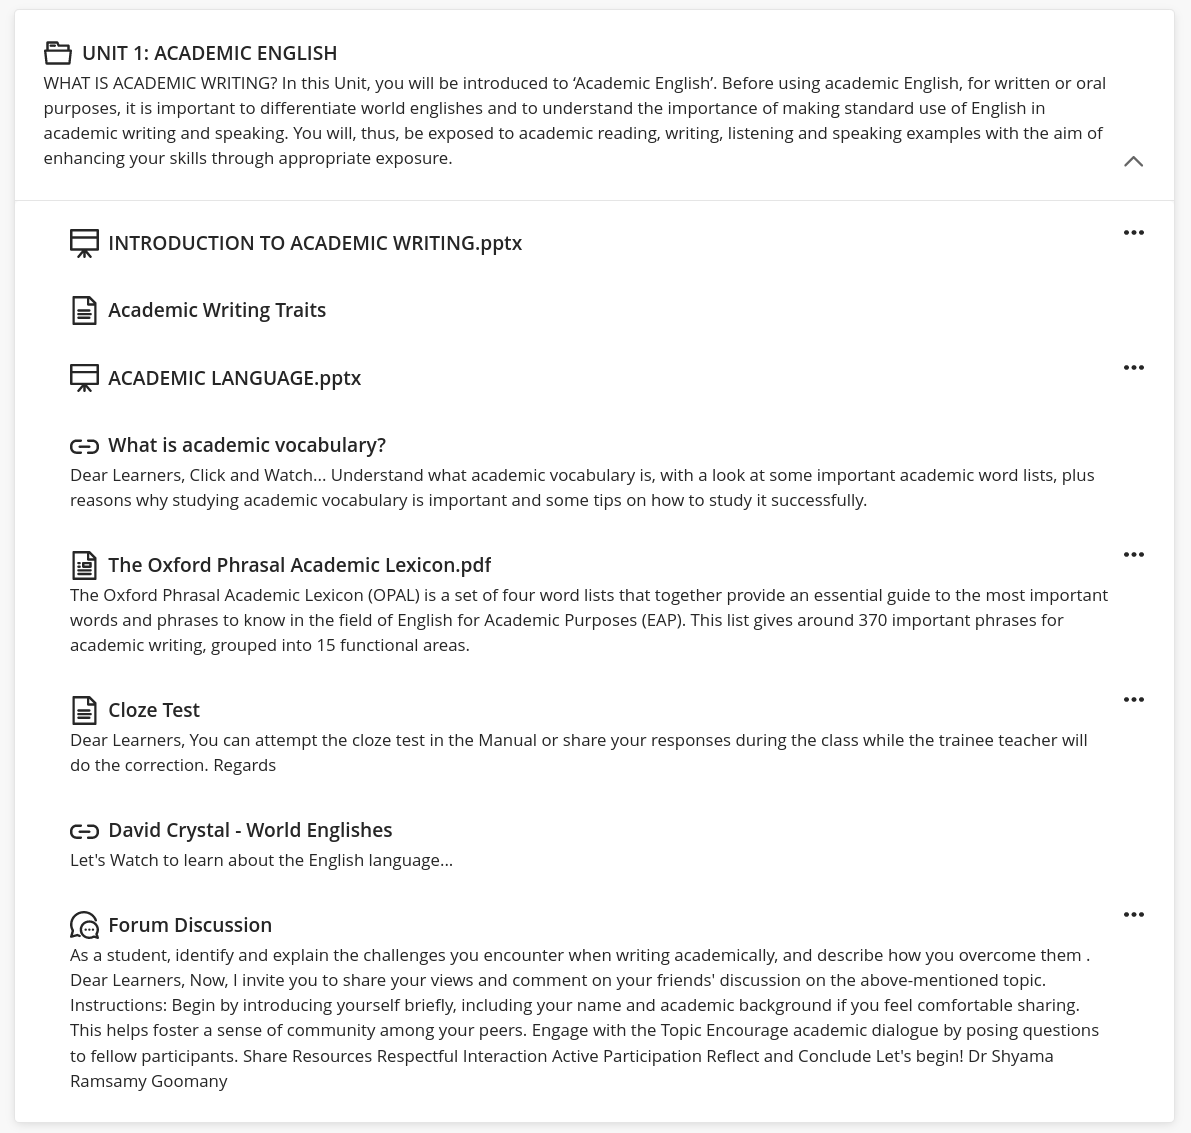 UNIT 1: ACADEMIC ENGLISH
WHAT IS ACADEMIC WRITING? In this Unit, you will be introduced to ‘Academic English’. Before using academic English, for written or oral
purposes, it is important to differentiate world englishes and to understand the importance of making standard use of English in
academic writing and speaking. You will, thus, be exposed to academic reading, writing, listening and speaking examples with the aim of
enhancing your skills through appropriate exposure.
INTRODUCTION TO ACADEMIC WRITING.pptx
Academic Writing Traits
ACADEMIC LANGUAGE.pptx
What is academic vocabulary?
Dear Learners, Click and Watch... Understand what academic vocabulary is, with a look at some important academic word lists, plus
reasons why studying academic vocabulary is important and some tips on how to study it successfully.
The Oxford Phrasal Academic Lexicon.pdf
The Oxford Phrasal Academic Lexicon (OPAL) is a set of four word lists that together provide an essential guide to the most important
words and phrases to know in the field of English for Academic Purposes (EAP). This list gives around 370 important phrases for
academic writing, grouped into 15 functional areas.
Cloze Test
Dear Learners, You can attempt the cloze test in the Manual or share your responses during the class while the trainee teacher will
do the correction. Regards
David Crystal - World Englishes
Let's Watch to learn about the English language...
Forum Discussion
As a student, identify and explain the challenges you encounter when writing academically, and describe how you overcome them .
Dear Learners, Now, I invite you to share your views and comment on your friends' discussion on the above-mentioned topic.
Instructions: Begin by introducing yourself briefly, including your name and academic background if you feel comfortable sharing.
This helps foster a sense of community among your peers. Engage with the Topic Encourage academic dialogue by posing questions
to fellow participants. Share Resources Respectful Interaction Active Participation Reflect and Conclude Let's begin! Dr Shyama
Ramsamy Goomany